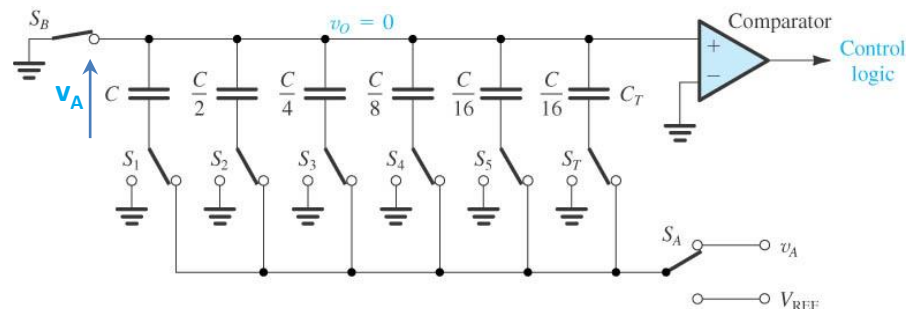 S_B
v_O = 0
Comparator
+
−
Control
logic
v_A
C
C/2
C/4
C/8
C/16
C/16
C_T
S_1
S_2
S_3
S_4
S_5
S_T
S_A
v_A
V_REF